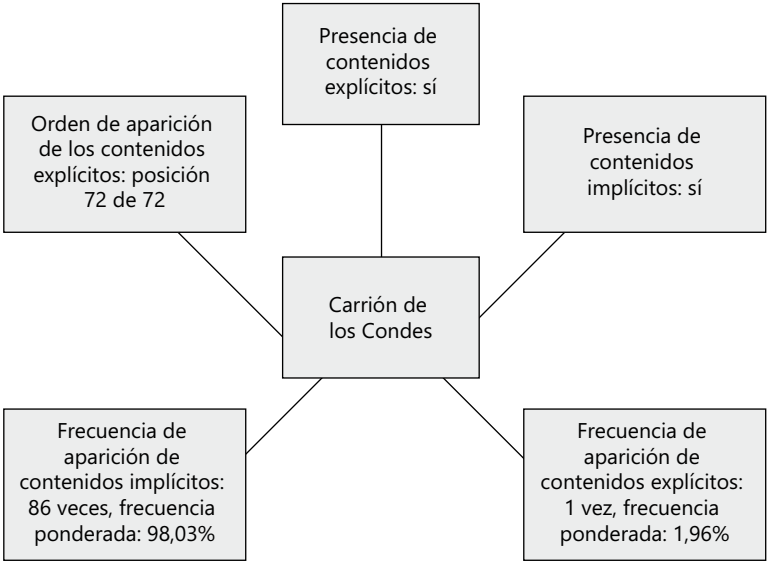 Presencia de
contenidos
explícitos: sí
Orden de aparición
de los contenidos
explícitos: posición
72 de 72
Presencia de
contenidos
implícitos: sí
Carrión de
los Condes
Frecuencia de
aparición de
contenidos implícitos:
86 veces, frecuencia
ponderada: 98,03%
Frecuencia de
aparición de
contenidos explícitos:
1 vez, frecuencia
ponderada: 1,96%